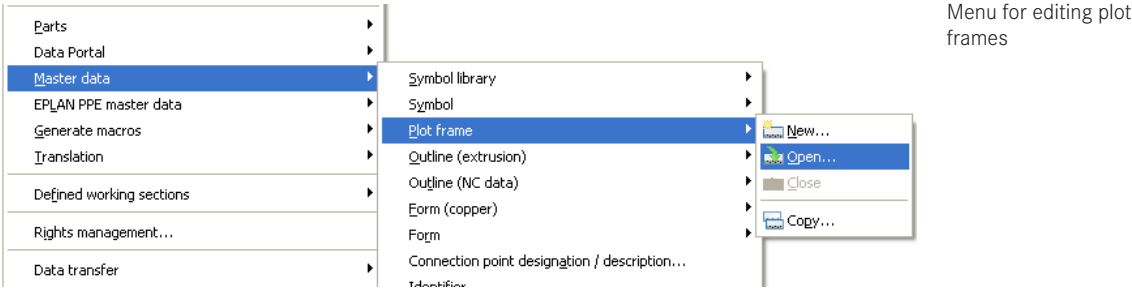 Parts
Data Portal
Master data
EPLAN PPE master data
Generate macros
Translation
Defined working sections
Rights management...
Data transfer
Symbol library
Symbol
Plot frame
Outline (extrusion)
Outline (NC data)
Form (copper)
Form
Connection point designation / description...
Identifier
New...
Open...
Close
Copy...
Menu for editing plot
frames